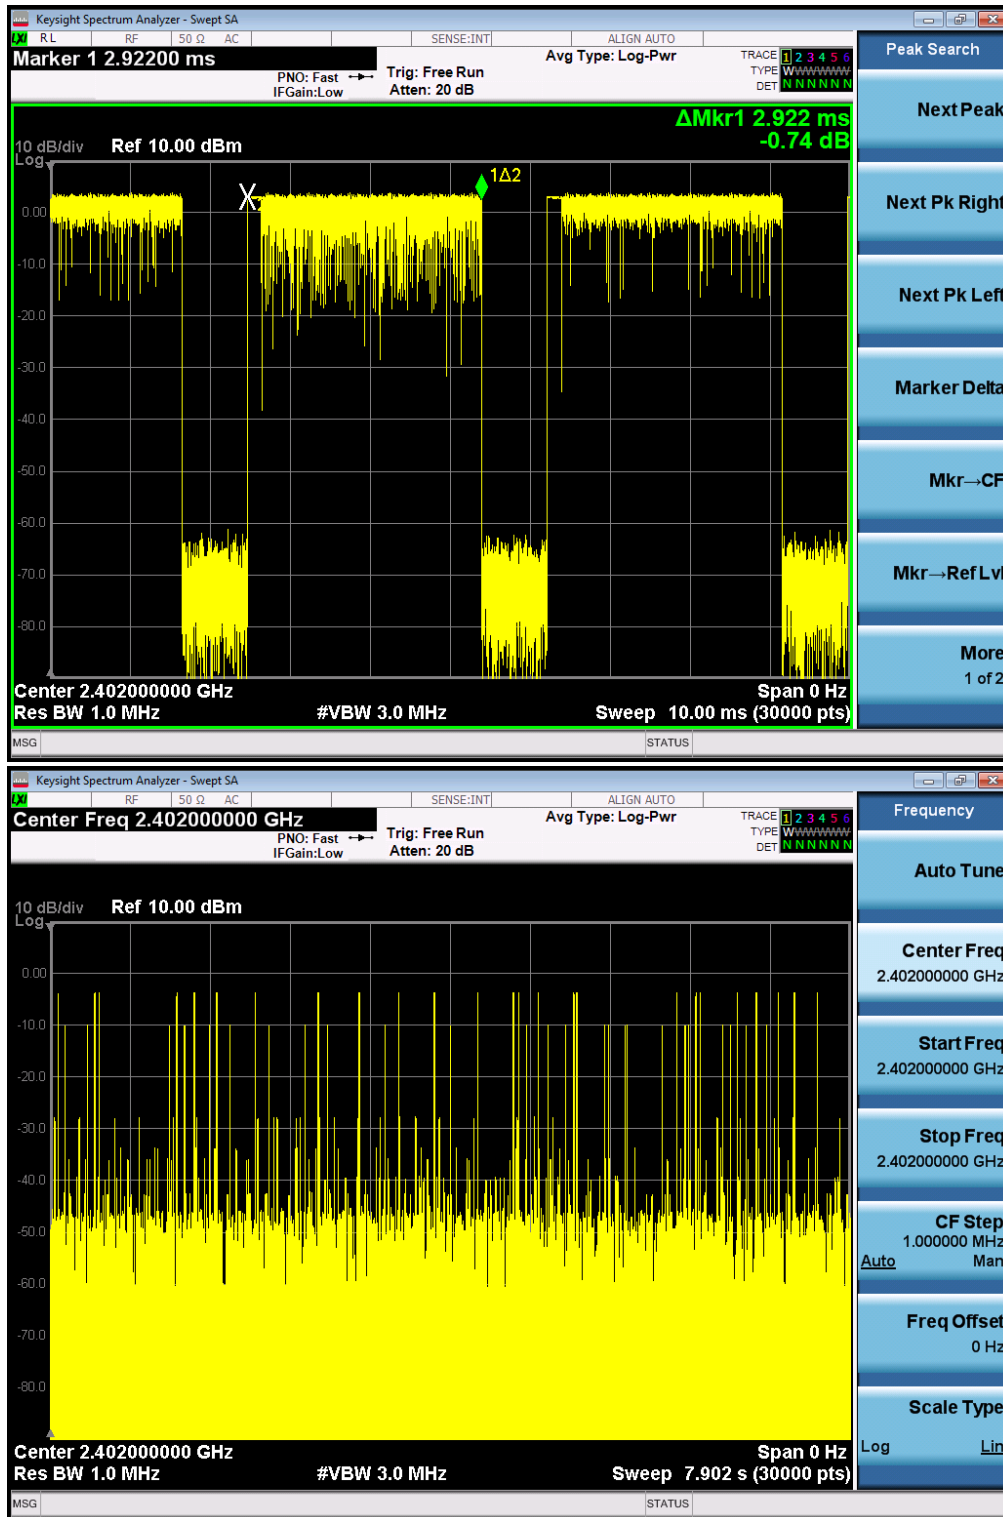 Keysight Spectrum Analyzer - Swept SA
LXI RL RF 50 Ω AC SENSE:INT ALIGN AUTO
Marker 1 2.92200 ms
PNO: Fast
IFGain:Low
Trig: Free Run
Atten: 20 dB
Avg Type: Log-Pwr
TRACE 1 2 3 4 5 6
TYPE WWWWWW
DET N N N N N N
ΔMkr1 2.922 ms
-0.74 dB
10 dB/div Ref 10.00 dBm
Log
1Δ2
0.00
-10.0
-20.0
-30.0
-40.0
-50.0
-60.0
-70.0
-80.0
Center 2.402000000 GHz Span 0 Hz
Res BW 1.0 MHz #VBW 3.0 MHz Sweep 10.00 ms (30000 pts)
MSG STATUS
Peak Search
Next Peak
Next Pk Right
Next Pk Left
Marker Delta
Mkr→CF
Mkr→Ref Lvl
More
1 of 2
Keysight Spectrum Analyzer - Swept SA
LXI RF 50 Ω AC SENSE:INT ALIGN AUTO
Center Freq 2.402000000 GHz
PNO: Fast
IFGain:Low
Trig: Free Run
Atten: 20 dB
Avg Type: Log-Pwr
TRACE 1 2 3 4 5 6
TYPE WWWWWW
DET N N N N N N
10 dB/div Ref 10.00 dBm
Log
0.00
-10.0
-20.0
-30.0
-40.0
-50.0
-60.0
-70.0
-80.0
Center 2.402000000 GHz Span 0 Hz
Res BW 1.0 MHz #VBW 3.0 MHz Sweep 7.902 s (30000 pts)
MSG STATUS
Frequency
Auto Tune
Center Freq
2.402000000 GHz
Start Freq
2.402000000 GHz
Stop Freq
2.402000000 GHz
CF Step
1.000000 MHz
Auto Man
Freq Offset
0 Hz
Scale Type
Log Lin